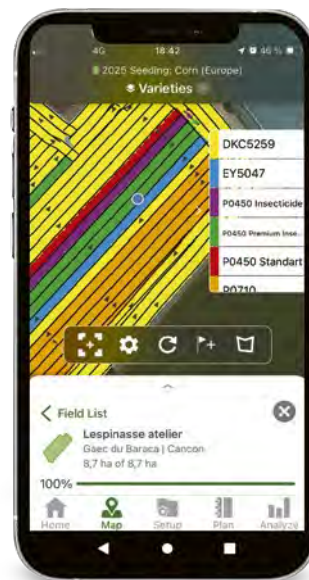 4G 18:42 46 %
2025 Seeding: Corn (Europe)
Varieties
DKC5259
EY5047
P0450 Insecticide
P0450 Premium Inse...
P0450 Standart
P0710
Field List
Lespinasse atelier
Gaec du Baraca | Cancon
8,7 ha of 8,7 ha
100%
Home Map Setup Plan Analyze